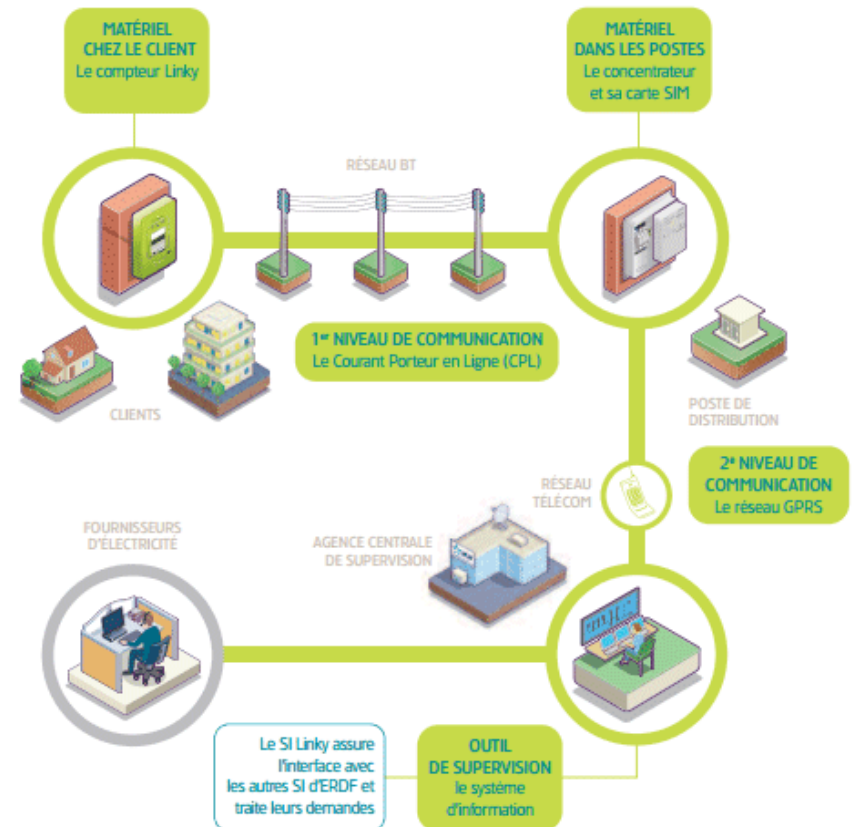 MATÉRIEL
CHEZ LE CLIENT
Le compteur Linky
MATÉRIEL
DANS LES POSTES
Le concentrateur
et sa carte SIM
RÉSEAU BT
1er NIVEAU DE COMMUNICATION
Le Courant Porteur en Ligne (CPL)
CLIENTS
POSTE DE
DISTRIBUTION
2e NIVEAU DE
COMMUNICATION
Le réseau GPRS
RÉSEAU
TÉLÉCOM
FOURNISSEURS
D'ÉLECTRICITÉ
AGENCE CENTRALE
DE SUPERVISION
Le SI Linky assure
l'interface avec
les autres SI d'ERDF et
traite leurs demandes
OUTIL
DE SUPERVISION
le système
d'information